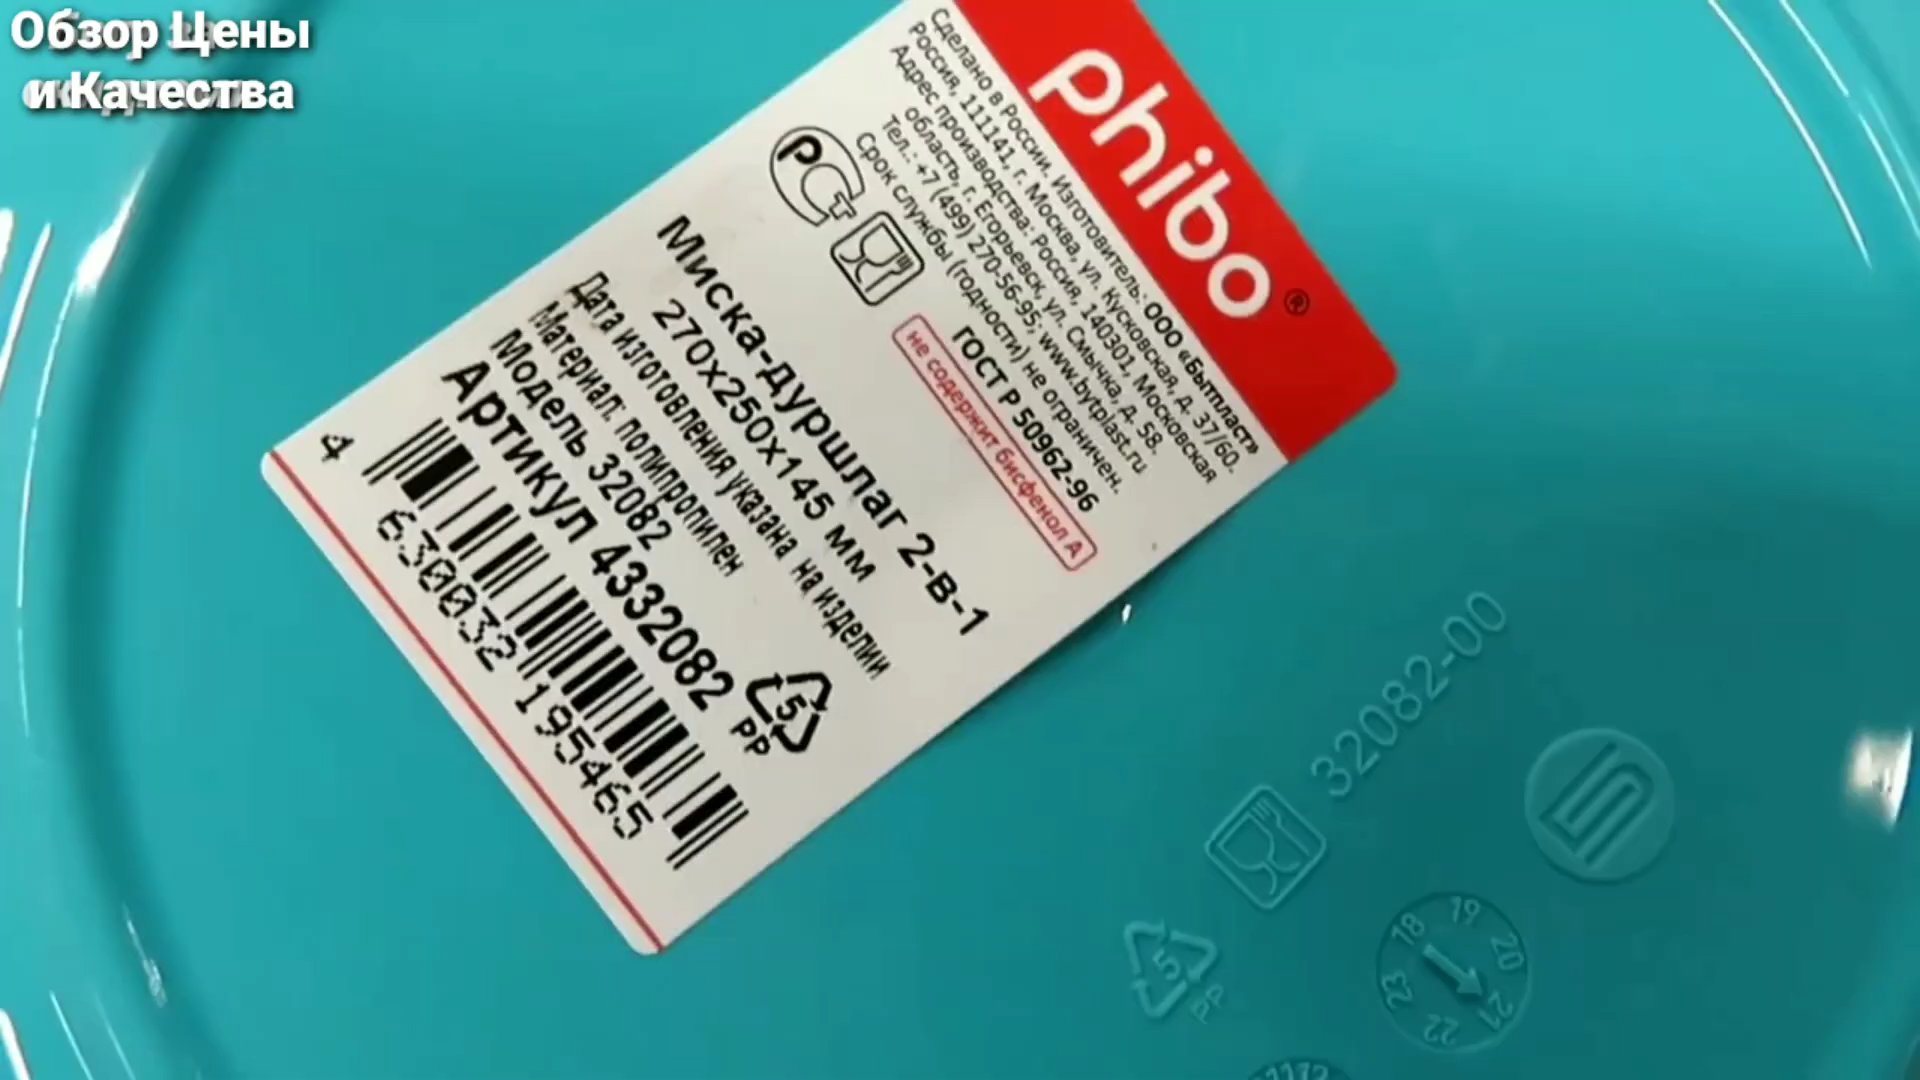 Обзор Цены
и Качества
phibo®
Сделано в России. Изготовитель: ООО «Бытпласт»
Россия, 111141, г. Москва, ул. Кусковская, д. 37/60.
Адрес производства: Россия, 140301, Московская
область, г. Егорьевск, ул. Смычка, д. 58.
Тел.: +7 (499) 270-56-95; www.bytplast.ru
Срок службы (годности) не ограничен.
ГОСТ Р 50962-96
не содержит бисфенол А
РСТ
Миска-дуршлаг 2-в-1
270х250х145 мм
Дата изготовления указана на изделии
Материал: полипропилен
Модель 32082
Артикул 4332082
5
PP
4 630032 195465
32082-00
5
PP
18 19 20 21 22 23